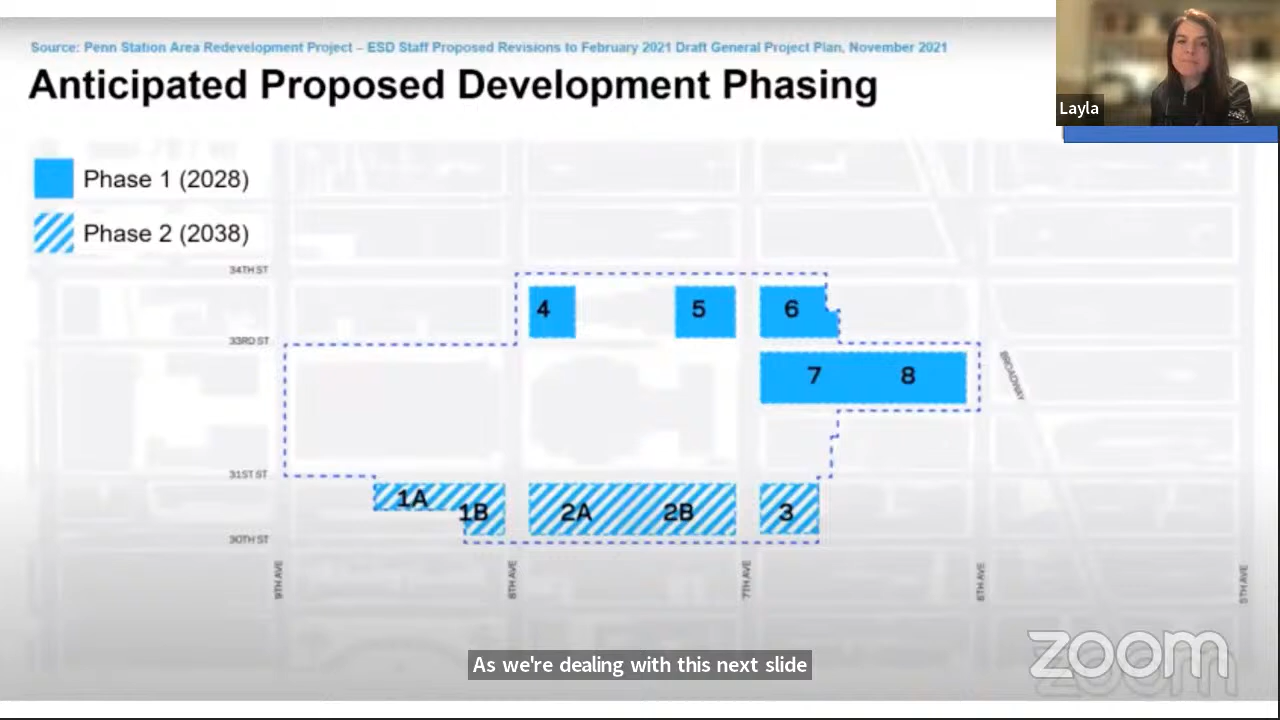 Source: Penn Station Area Redevelopment Project – ESD Staff Proposed Revisions to February 2021 Draft General Project Plan, November 2021
Anticipated Proposed Development Phasing
Layla
Phase 1 (2028)
Phase 2 (2038)
34TH ST
4
5
6
33RD ST
7
8
BROADWAY
31ST ST
1A
1B
2A
2B
3
30TH ST
9TH AVE
8TH AVE
7TH AVE
6TH AVE
5TH AVE
As we're dealing with this next slide
zoom